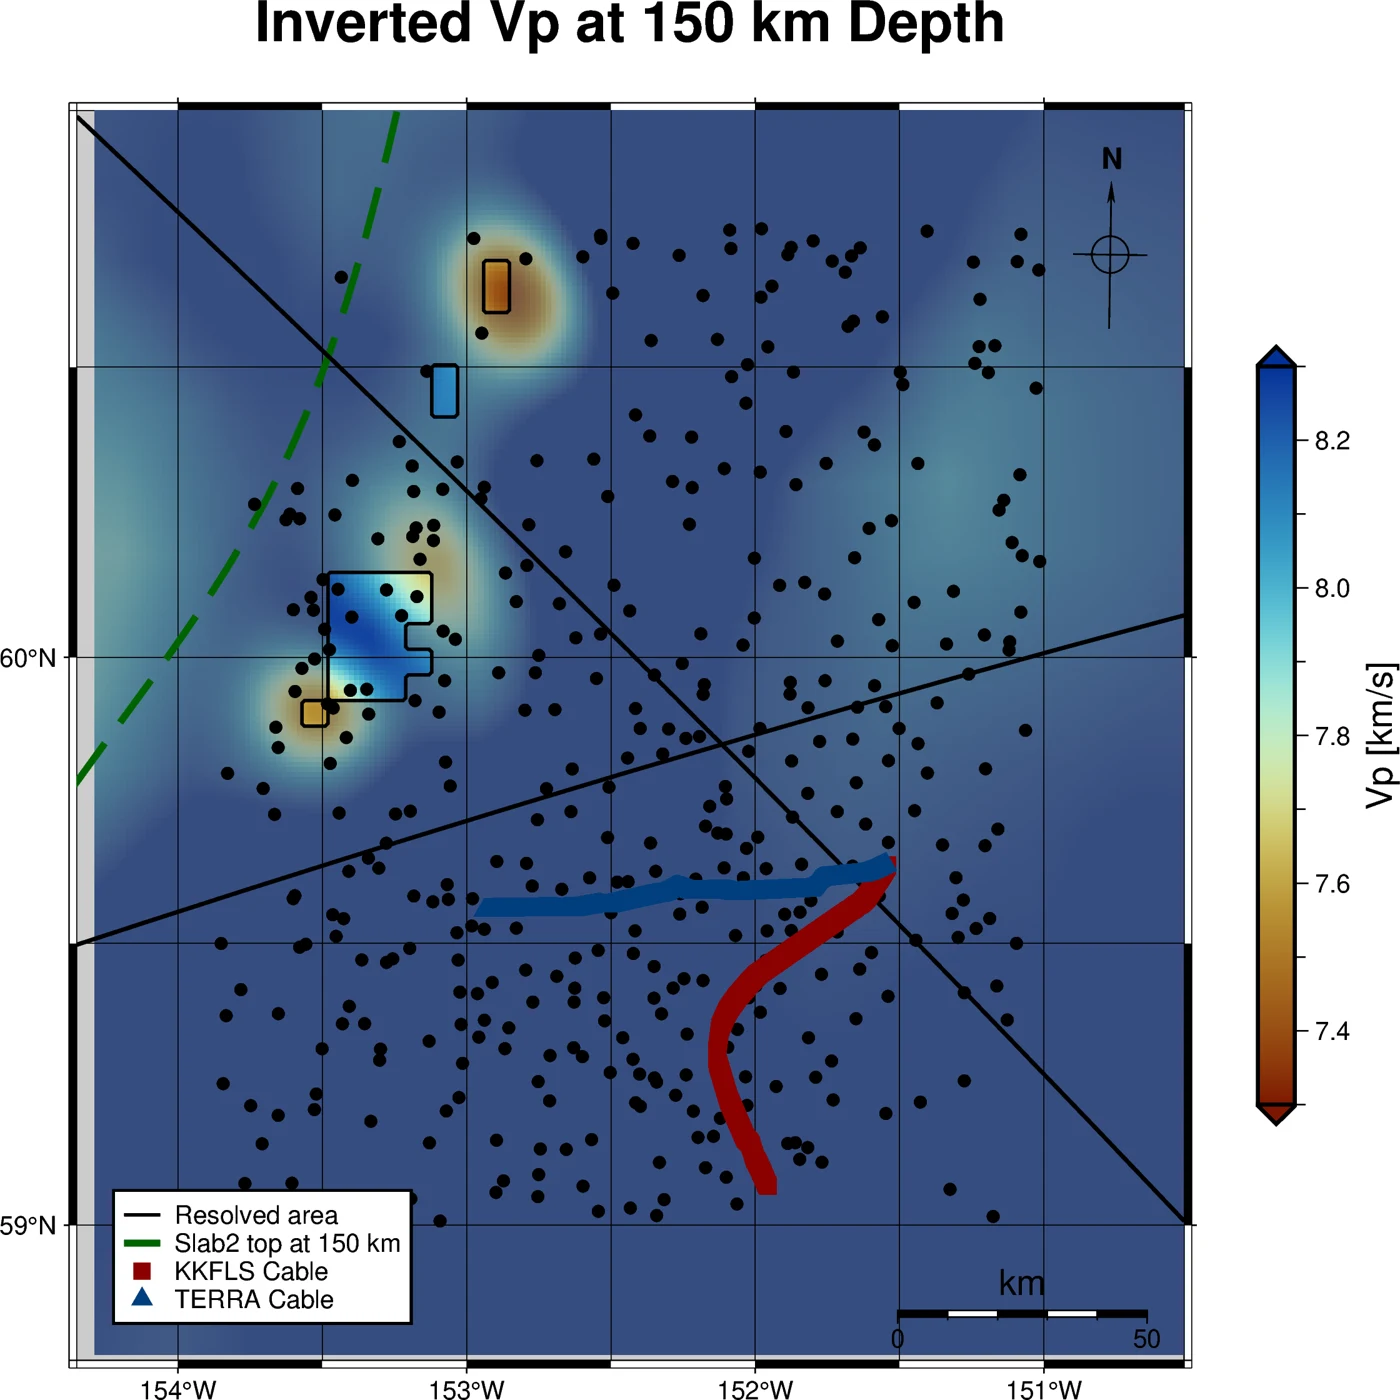 Inverted Vp at 150 km Depth
N
8.2
8.0
7.8
7.6
7.4
Vp [km/s]
60°N
59°N
Resolved area
Slab2 top at 150 km
KKFLS Cable
TERRA Cable
km
0
50
154°W
153°W
152°W
151°W